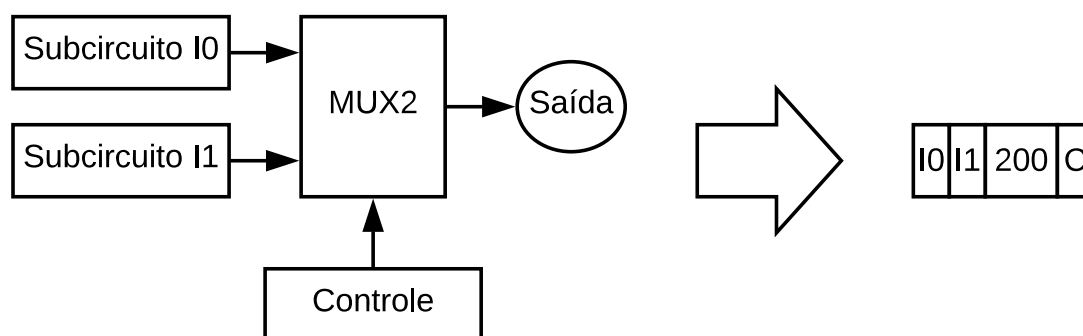 Subcircuito I0
MUX2
Saída
Subcircuito I1
Controle
I0 I1 200